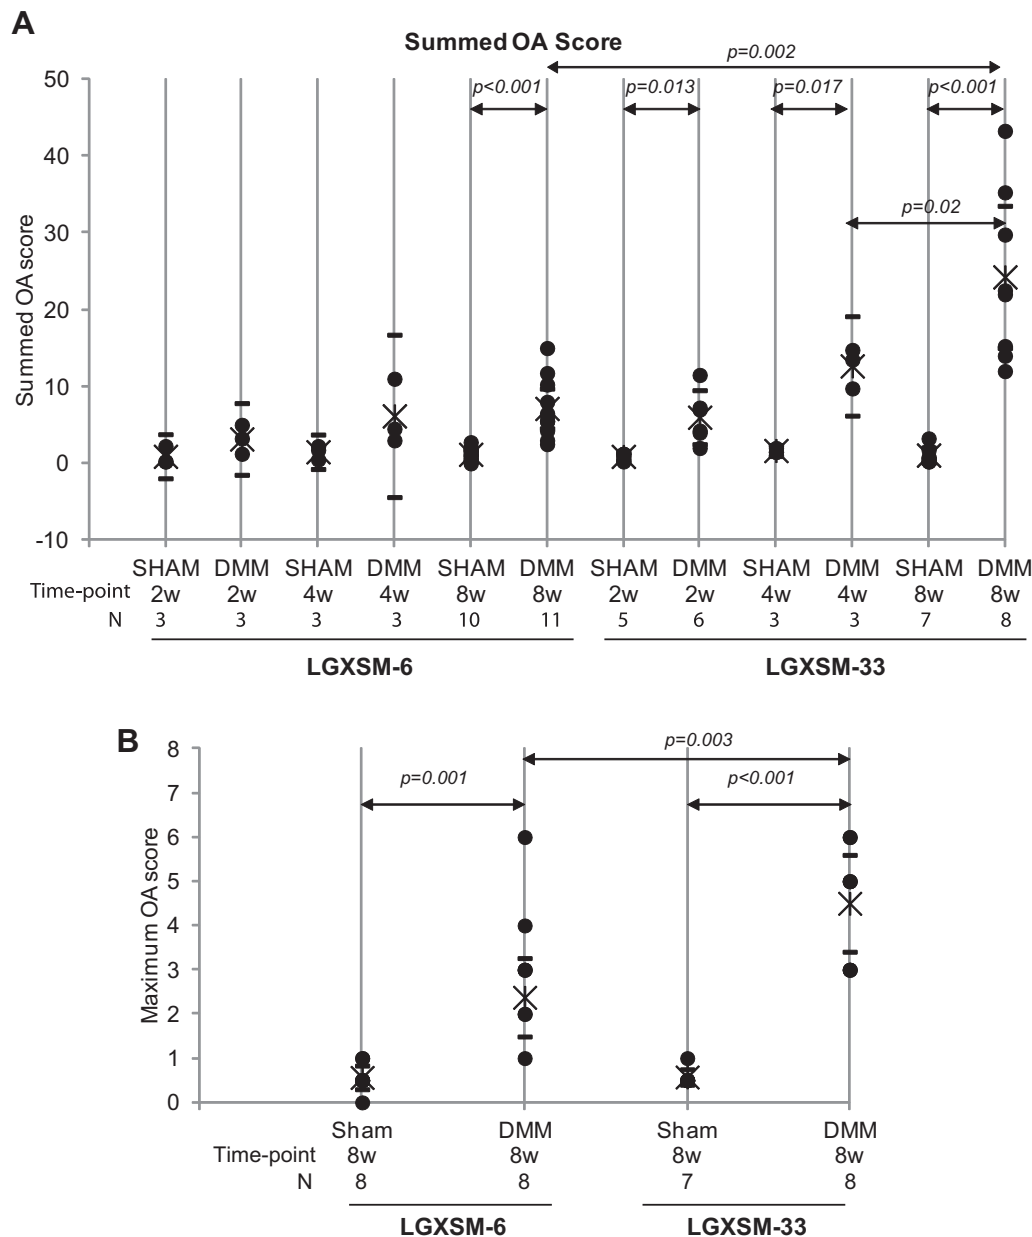 A
Summed OA Score
p=0.002
p<0.001 p=0.013 p=0.017 p<0.001
p=0.02
Summed OA score
50
40
30
20
10
0
-10
SHAM DMM SHAM DMM SHAM DMM SHAM DMM SHAM DMM SHAM DMM
Time-point 2w 2w 4w 4w 8w 8w 2w 2w 4w 4w 8w 8w
N 3 3 3 3 10 11 5 6 3 3 7 8
LGXSM-6 LGXSM-33
B
p=0.003
p=0.001 p<0.001
Maximum OA score
8
7
6
5
4
3
2
1
0
Sham DMM Sham DMM
Time-point 8w 8w 8w 8w
N 8 8 7 8
LGXSM-6 LGXSM-33